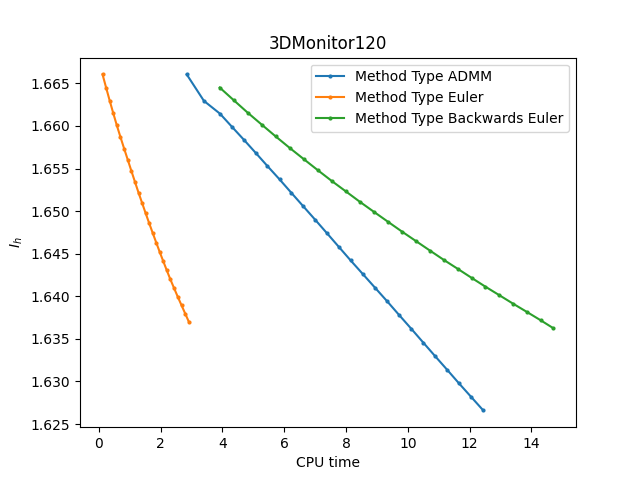 3DMonitor120
Method Type ADMM
Method Type Euler
Method Type Backwards Euler
1.665
1.660
1.655
1.650
1.645
1.640
1.635
1.630
1.625
I_h
0 2 4 6 8 10 12 14
CPU time